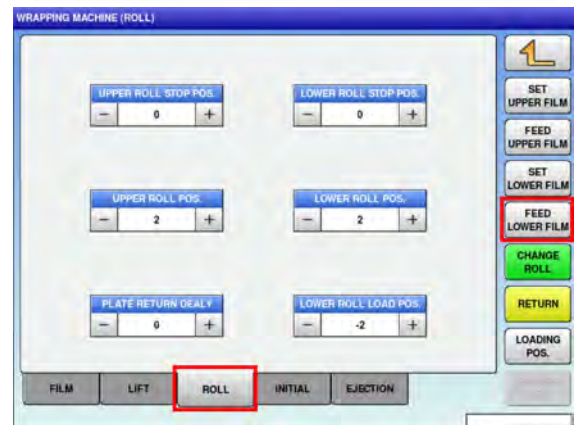 WRAPPING MACHINE (ROLL)
UPPER ROLL STOP POS.
− 0 +
LOWER ROLL STOP POS.
− 0 +
UPPER ROLL POS.
− 2 +
LOWER ROLL POS.
− 2 +
PLATE RETURN DEALY
− 0 +
LOWER ROLL LOAD POS.
− -2 +
SET
UPPER FILM
FEED
UPPER FILM
SET
LOWER FILM
FEED
LOWER FILM
CHANGE
ROLL
RETURN
LOADING
POS.
FILM
LIFT
ROLL
INITIAL
EJECTION